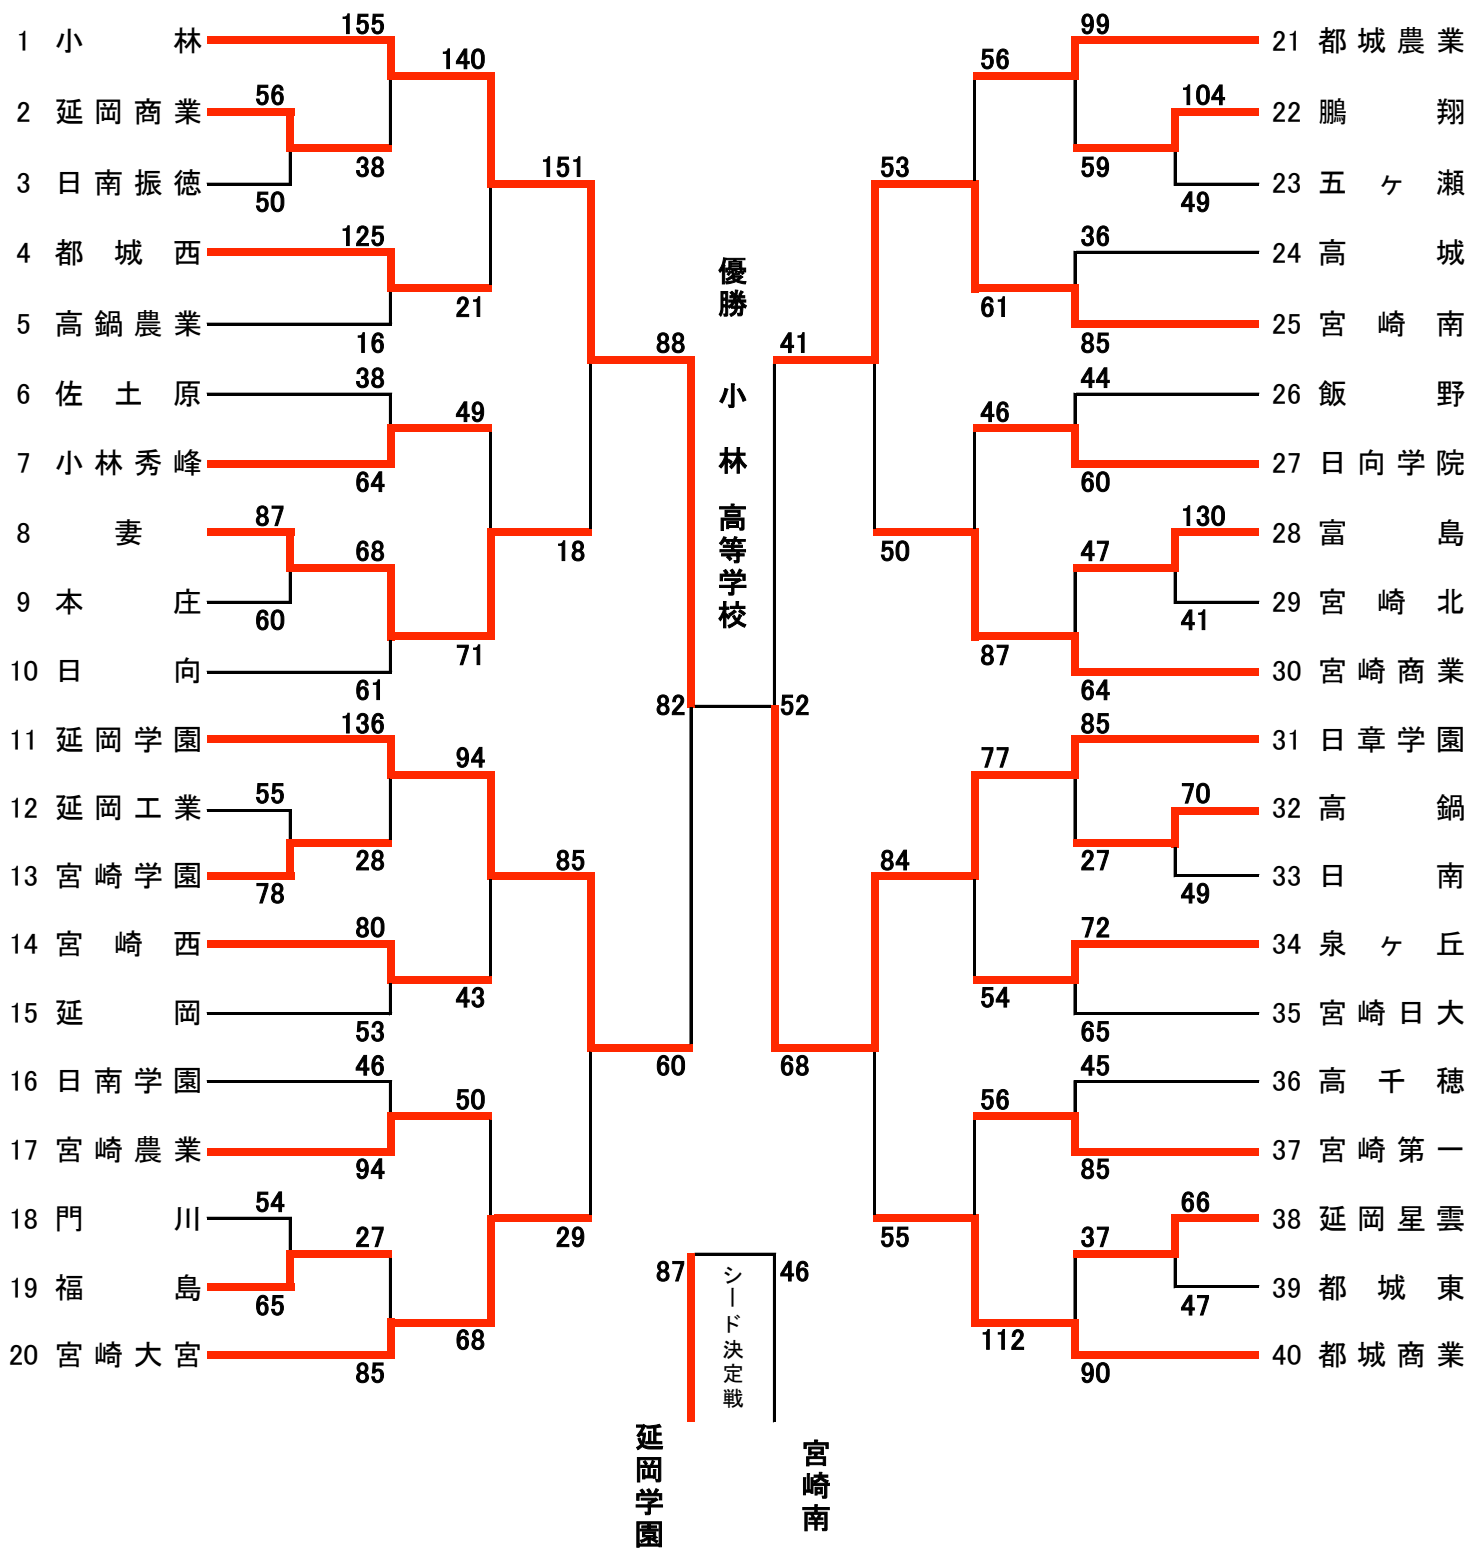 1 小林
155
2 延岡商業
56
3 日南振徳
50
38
140
4 都城西
125
5 高鍋農業
16
21
151
6 佐土原
38
7 小林秀峰
64
49
8 妻
87
9 本庄
60
68
10 日向
61
71
18
88
11 延岡学園
136
12 延岡工業
55
13 宮崎学園
78
28
94
14 宮崎西
80
15 延岡
53
43
85
16 日南学園
46
17 宮崎農業
94
50
18 門川
54
19 福島
65
27
20 宮崎大宮
85
68
29
60
82
優勝 小林高等学校
52
21 都城農業
99
22 鵬翔
104
23 五ヶ瀬
49
59
56
24 高城
36
25 宮崎南
85
61
53
26 飯野
44
27 日向学院
60
46
28 富島
130
29 宮崎北
41
47
30 宮崎商業
64
87
50
41
31 日章学園
85
32 高鍋
70
33 日南
49
27
77
34 泉ヶ丘
72
35 宮崎日大
65
54
84
36 高千穂
45
37 宮崎第一
85
56
38 延岡星雲
66
39 都城東
47
37
40 都城商業
90
112
55
68
87
シード決定戦
46
延岡学園
宮崎南